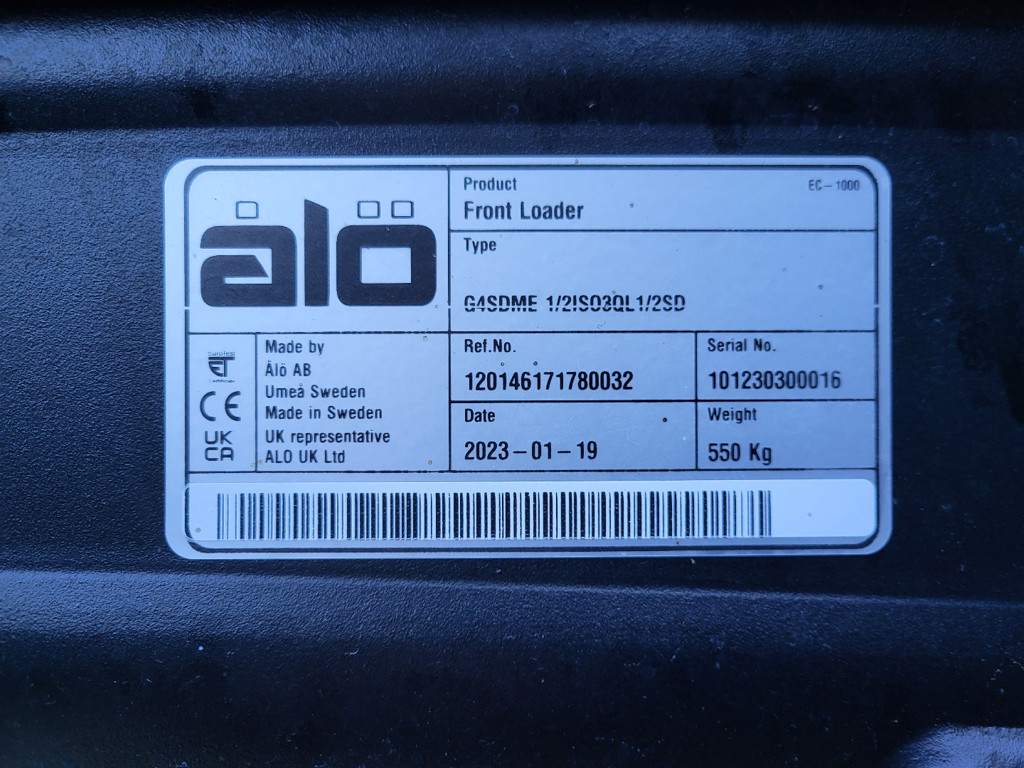 älö
Product
EC-1000
Front Loader
Type
G4SDME 1/2ISO3QL1/2SD
Made by
Älö AB
Umeå Sweden
Made in Sweden
UK representative
ALO UK Ltd
CE
UK
CA
Ref.No.
120146171780032
Serial No.
101230300016
Date
2023-01-19
Weight
550 Kg